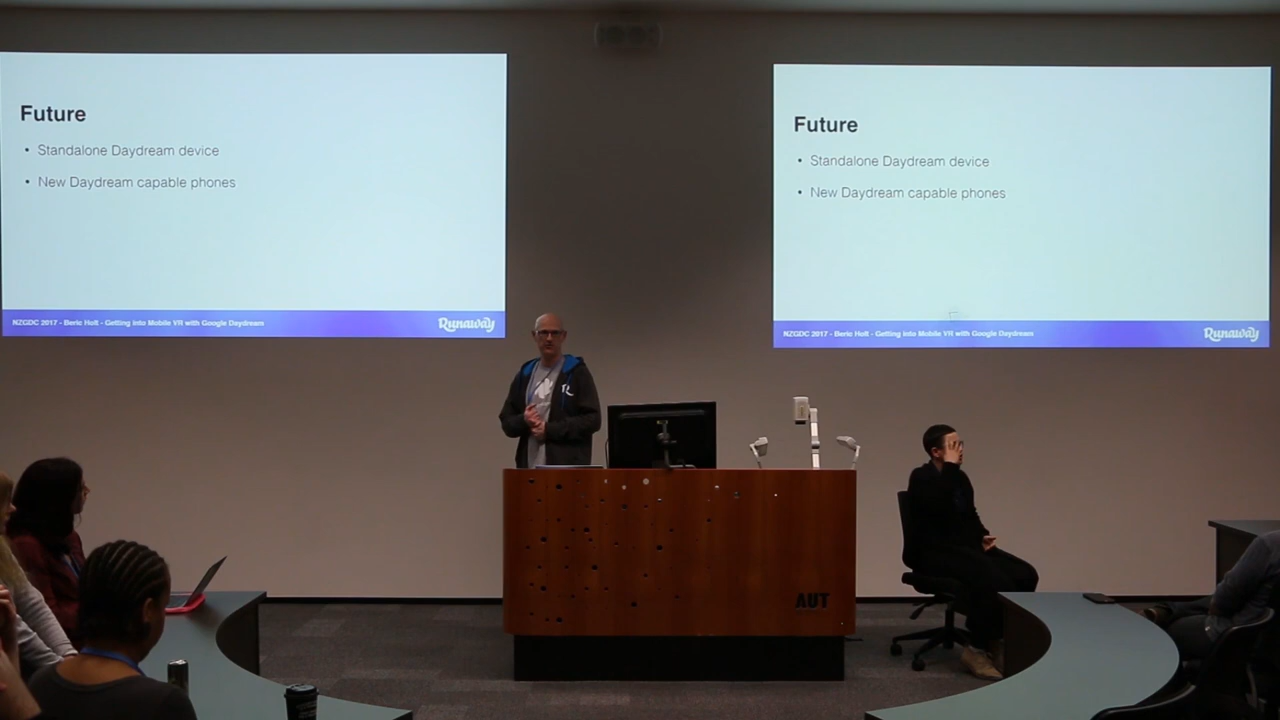 Future
• Standalone Daydream device
• New Daydream capable phones
NZGDC 2017 - Beric Holt - Getting into Mobile VR with Google Daydream
Runaway
Future
• Standalone Daydream device
• New Daydream capable phones
NZGDC 2017 - Beric Holt - Getting into Mobile VR with Google Daydream
Runaway
R
AUT